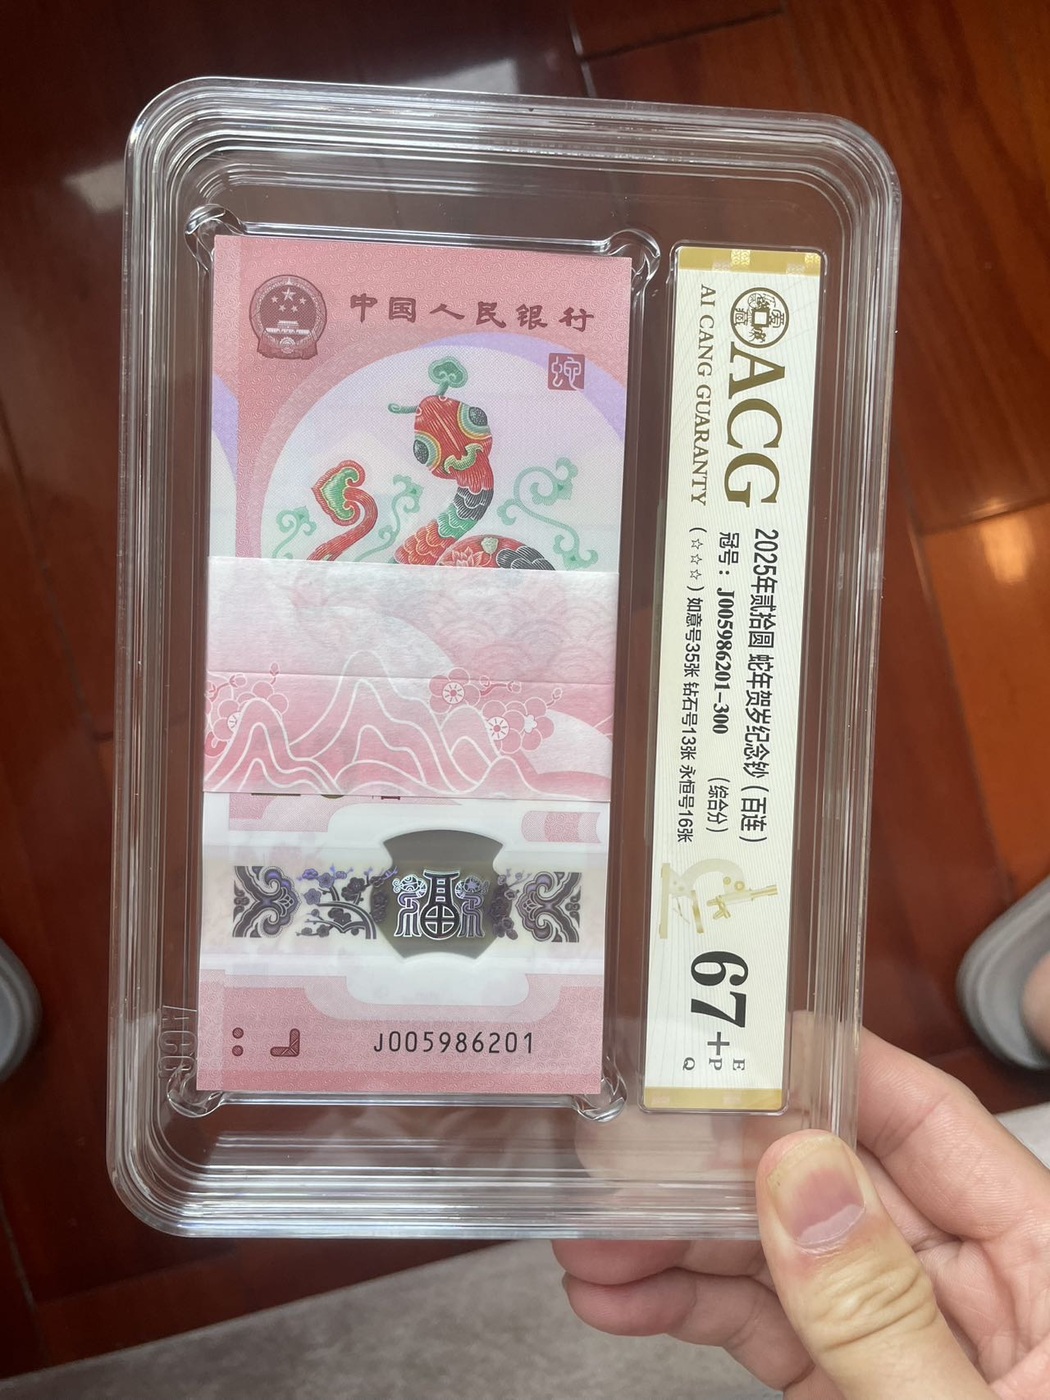 中国人民银行
蛇
福
J005986201
ACG
AI CANG GUARANTY
2025年贰拾圆 蛇年贺岁纪念钞（百连）
冠号：J005986201-300 （综合分）
（☆☆☆）如意号35张 钻石号13张 永恒号16张
67+
E
P
Q
ACG